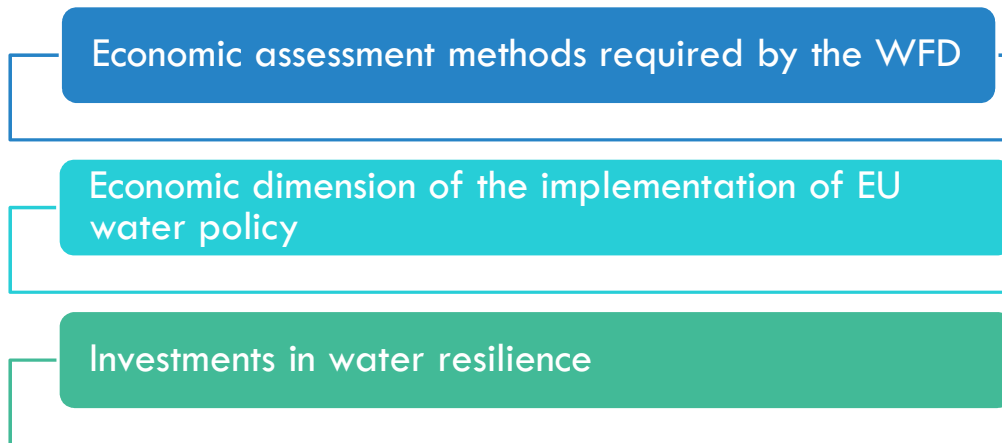 Economic assessment methods required by the WFD
Economic dimension of the implementation of EU
water policy
Investments in water resilience